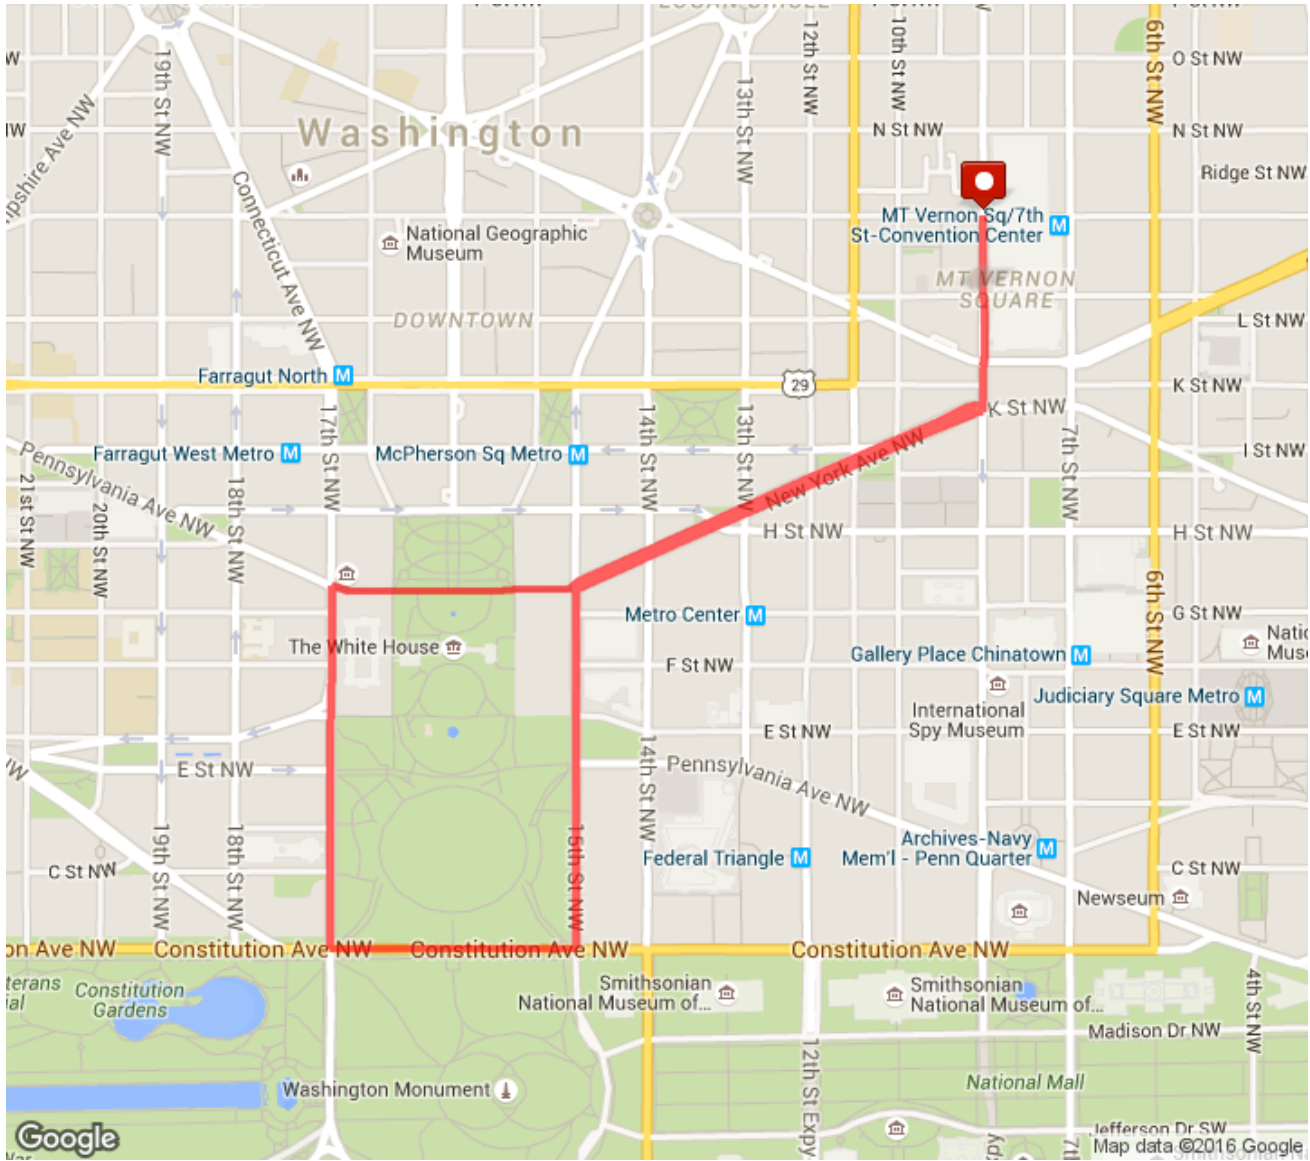 19th St NW
Connecticut Ave NW
Washington
13th St NW
12th St NW
10th St NW
6th St NW
O St NW
N St NW
N St NW
Ridge St NW
National Geographic
Museum
MT Vernon Sq/7th
St-Convention Center
MT VERNON
SQUARE
DOWNTOWN
L St NW
Farragut North
29
K St NW
K St NW
17th St NW
14th St NW
13th St NW
7th St NW
Pennsylvania Ave NW
Farragut West Metro
McPherson Sq Metro
New York Ave NW
I St NW
21st St NW
20th St NW
18th St NW
H St NW
H St NW
6th St NW
Metro Center
G St NW
The White House
F St NW
Gallery Place Chinatown
Judiciary Square Metro
International
Spy Museum
E St NW
E St NW
E St NW
14th St NW
Pennsylvania Ave NW
19th St NW
18th St NW
15th St NW
C St NW
Federal Triangle
Archives-Navy
Mem'l - Penn Quarter
C St NW
Newseum
on Ave NW
Constitution Ave NW
Constitution Ave NW
Constitution Ave NW
Constitution
Gardens
Smithsonian
National Museum of...
Smithsonian
National Museum of...
4th St NW
Madison Dr NW
12th St Expy
Washington Monument
National Mall
Jefferson Dr SW
Google
Map data ©2016 Google